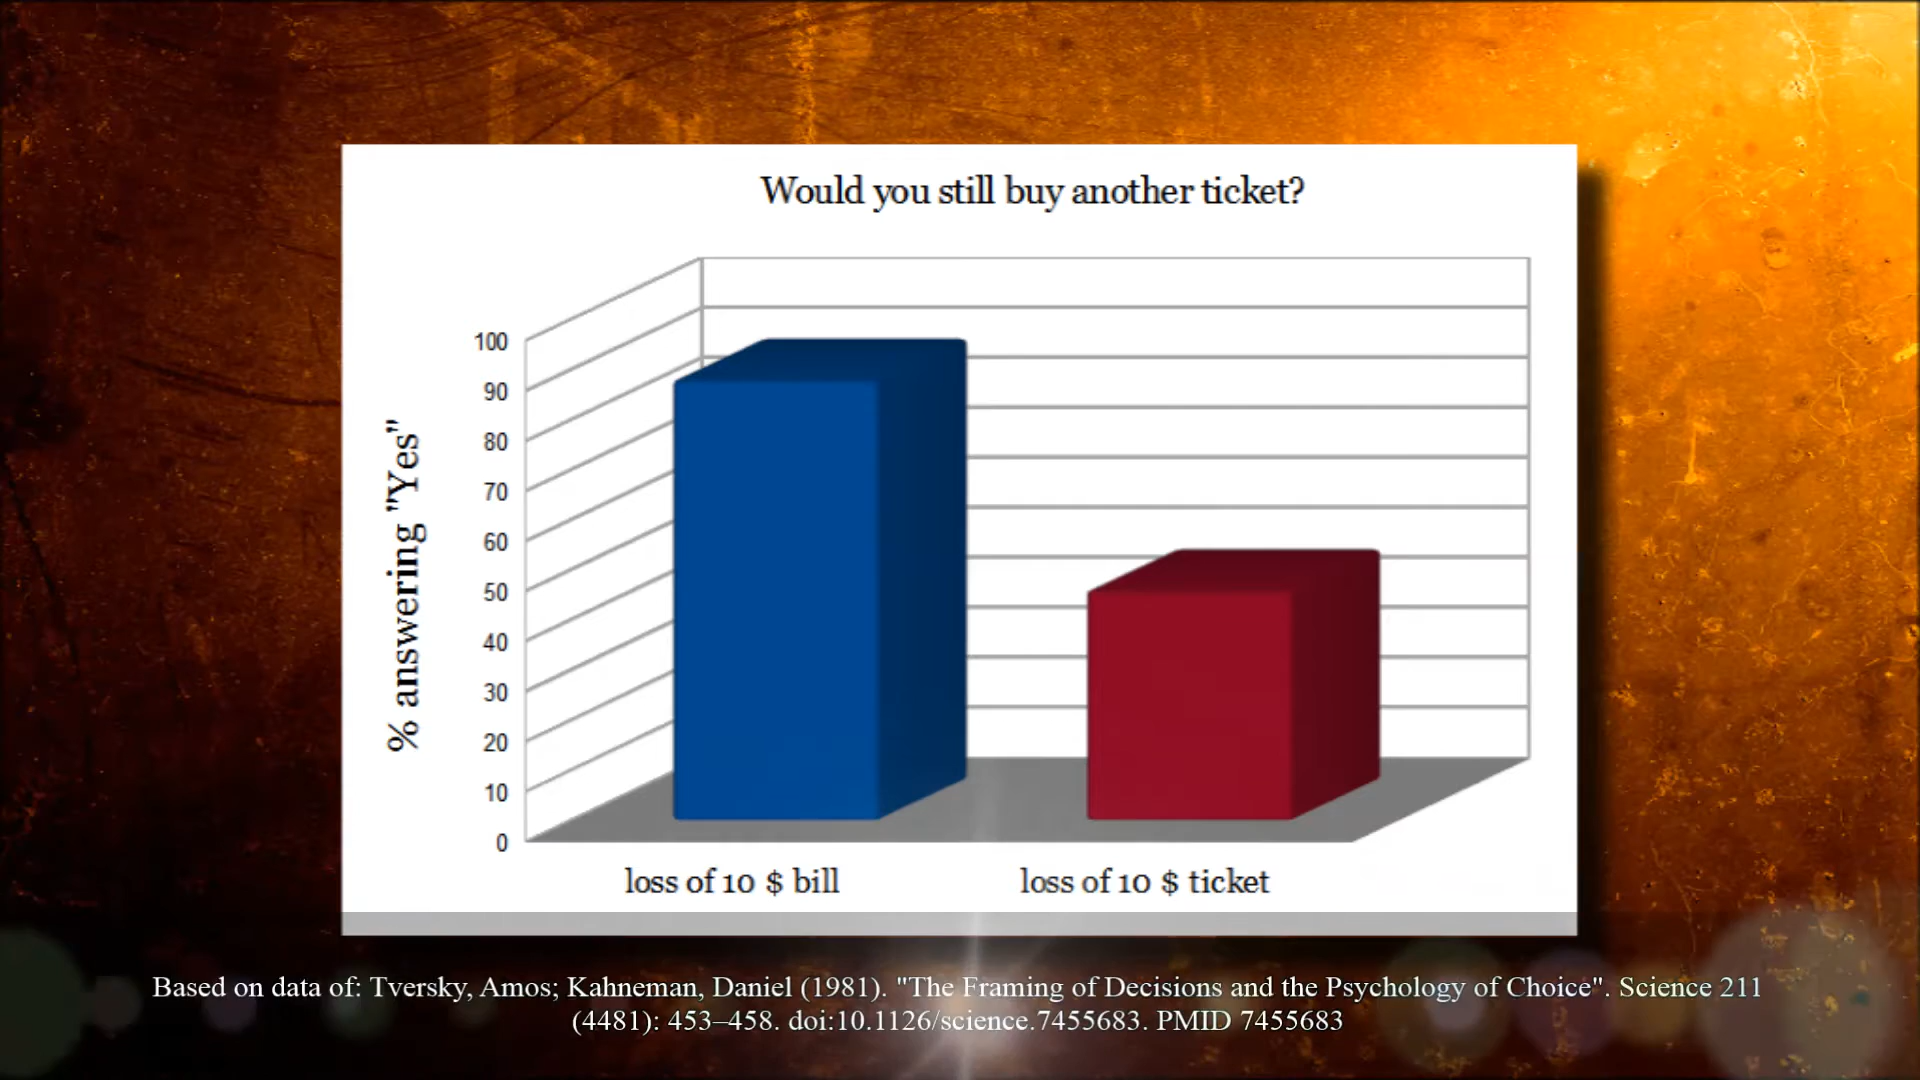 Would you still buy another ticket?
% answering "Yes"
100
90
80
70
60
50
40
30
20
10
0
loss of 10 $ bill
loss of 10 $ ticket
Based on data of: Tversky, Amos; Kahneman, Daniel (1981). "The Framing of Decisions and the Psychology of Choice". Science 211
(4481): 453–458. doi:10.1126/science.7455683. PMID 7455683